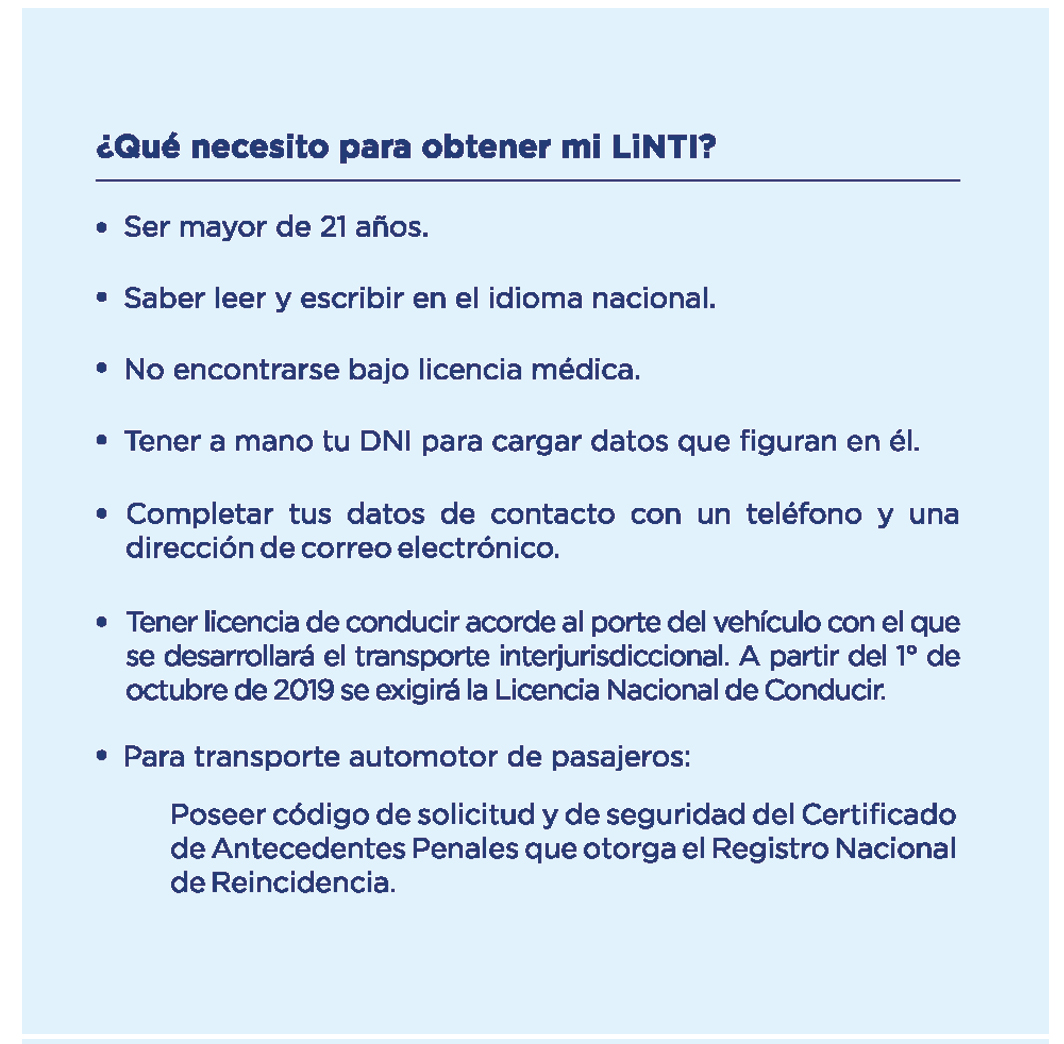 ¿Qué necesito para obtener mi LiNTI?
• Ser mayor de 21 años.
• Saber leer y escribir en el idioma nacional.
• No encontrarse bajo licencia médica.
• Tener a mano tu DNI para cargar datos que figuran en él.
• Completar tus datos de contacto con un teléfono y una
dirección de correo electrónico.
• Tener licencia de conducir acorde al porte del vehículo con el que
se desarrollará el transporte interjurisdiccional. A partir del 1° de
octubre de 2019 se exigirá la Licencia Nacional de Conducir.
• Para transporte automotor de pasajeros:
Poseer código de solicitud y de seguridad del Certificado
de Antecedentes Penales que otorga el Registro Nacional
de Reincidencia.